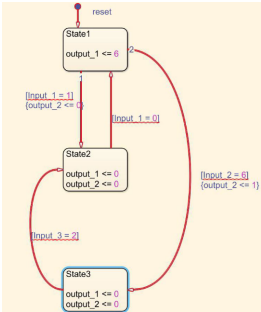 reset
State1
output_1 <= 6
2
[Input_1 = 1]
{output_2 <= 0}
[Input_1 = 0]
State2
output_1 <= 0
output_2 <= 0
[Input_2 = 6]
{output_2 <= 1}
[Input_3 = 2]
State3
output_1 <= 0
output_2 <= 0